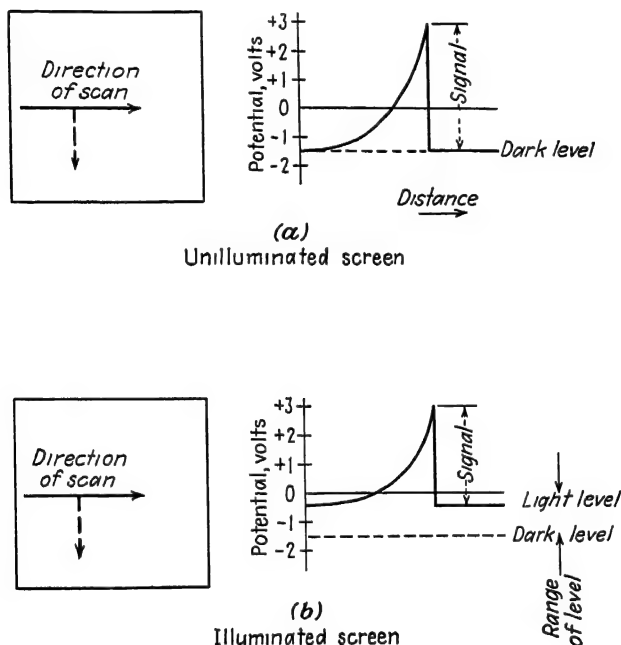 Direction
of scan
Potential, volts
+3
+2
+1
0
-1
-2
Signal
Dark level
Distance
(a)
Unilluminated screen
Direction
of scan
Potential, volts
+3
+2
+1
0
-1
-2
Signal
Light level
Dark level
Range
of level
(b)
Illuminated screen